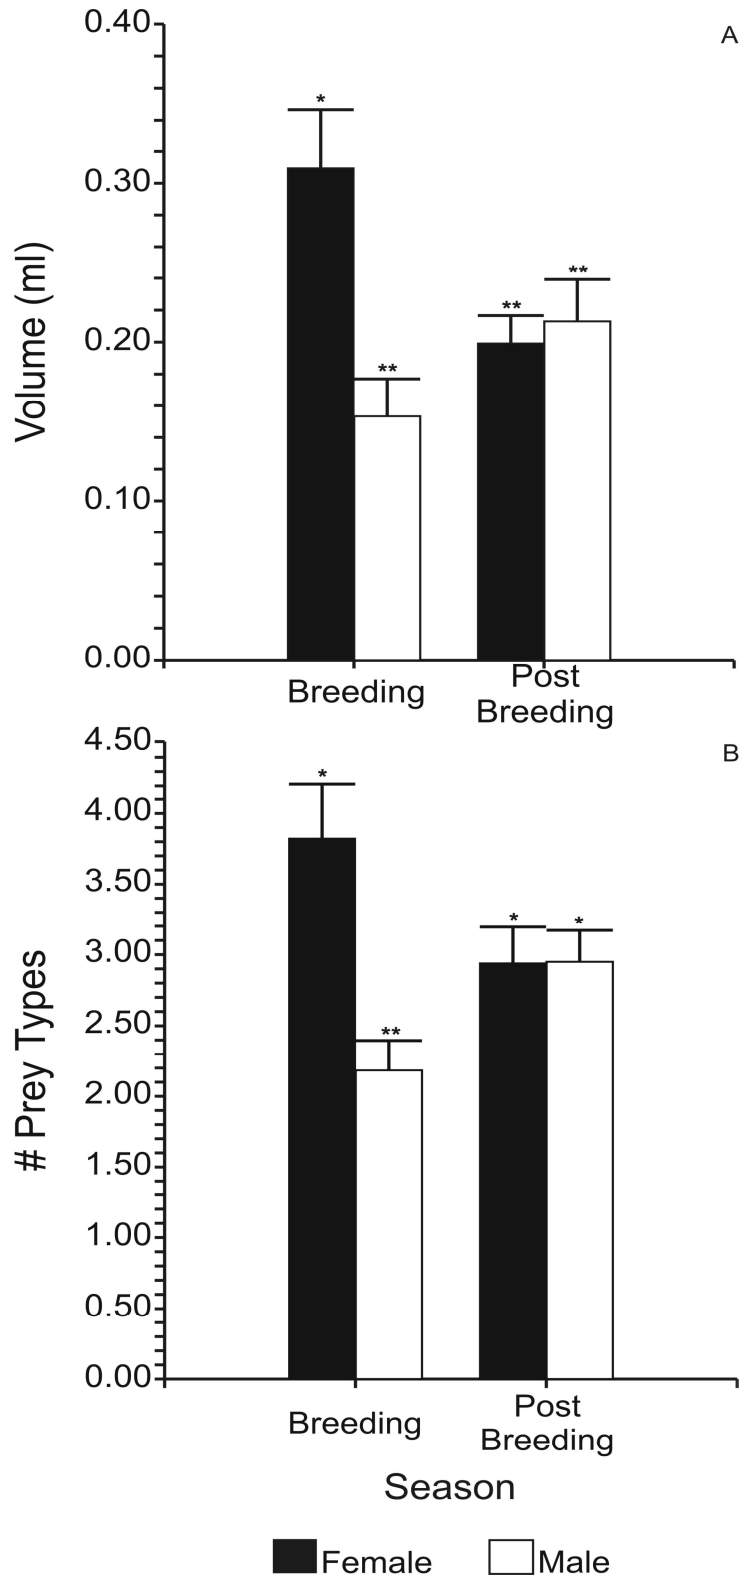 A
0.40
*
0.30
**
**
**
0.20
0.10
0.00
Volume (ml)
Breeding
Post
Breeding
B
4.50
*
4.00
3.50
*
*
3.00
2.50
**
2.00
1.50
1.00
0.50
0.00
# Prey Types
Breeding
Post
Breeding
Season
Female
Male